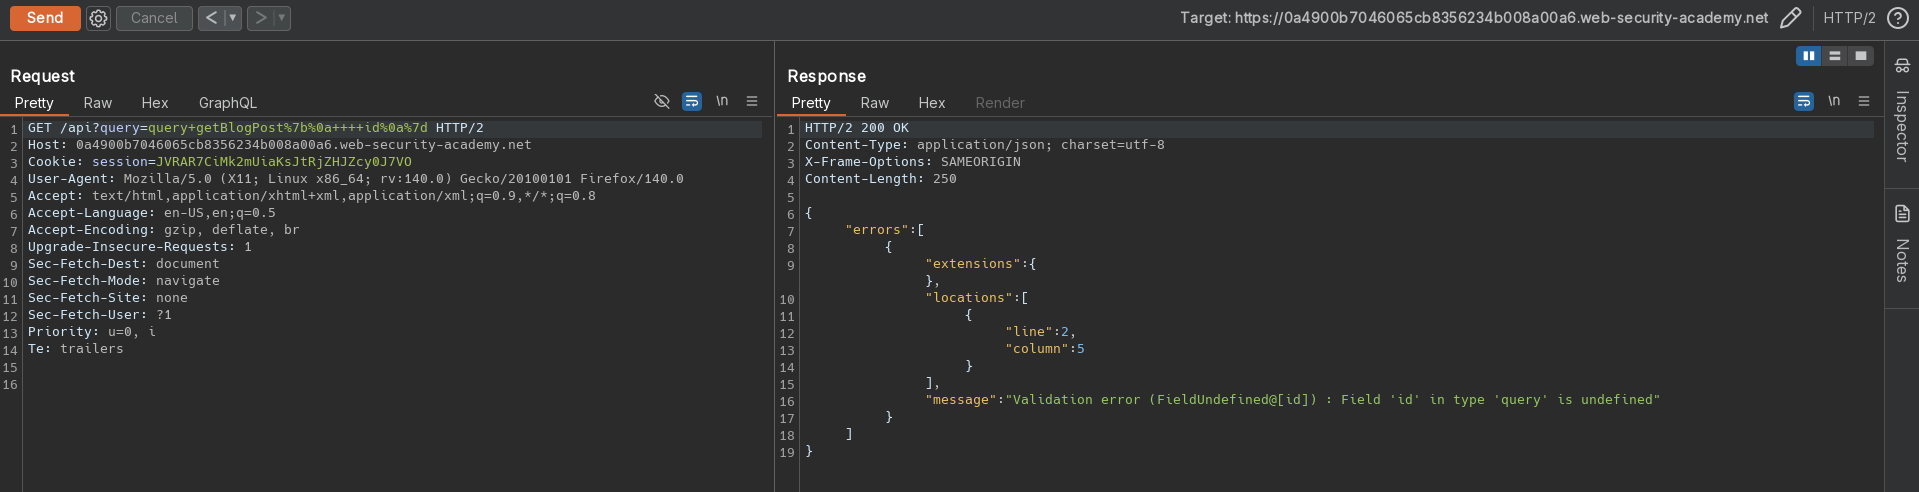 Send Cancel < > Target: https://0a4900b7046065cb8356234b008a00a6.web-security-academy.net HTTP/2 ?
Request
Pretty Raw Hex GraphQL \n
1 GET /api?query=query+getBlogPost%7b%0a++++id%0a%7d HTTP/2
2 Host: 0a4900b7046065cb8356234b008a00a6.web-security-academy.net
3 Cookie: session=JVRAR7CiMk2mUiaKsJtRjZHJZcy0J7VO
4 User-Agent: Mozilla/5.0 (X11; Linux x86_64; rv:140.0) Gecko/20100101 Firefox/140.0
5 Accept: text/html,application/xhtml+xml,application/xml;q=0.9,*/*;q=0.8
6 Accept-Language: en-US,en;q=0.5
7 Accept-Encoding: gzip, deflate, br
8 Upgrade-Insecure-Requests: 1
9 Sec-Fetch-Dest: document
10 Sec-Fetch-Mode: navigate
11 Sec-Fetch-Site: none
12 Sec-Fetch-User: ?1
13 Priority: u=0, i
14 Te: trailers
15
16
Response
Pretty Raw Hex Render \n
1 HTTP/2 200 OK
2 Content-Type: application/json; charset=utf-8
3 X-Frame-Options: SAMEORIGIN
4 Content-Length: 250
5
6 {
7 "errors":[
8 {
9 "extensions":{
},
10 "locations":[
11 {
12 "line":2,
13 "column":5
14 }
15 ],
16 "message":"Validation error (FieldUndefined@[id]) : Field 'id' in type 'query' is undefined"
17 }
18 ]
19 }
Inspector
Notes